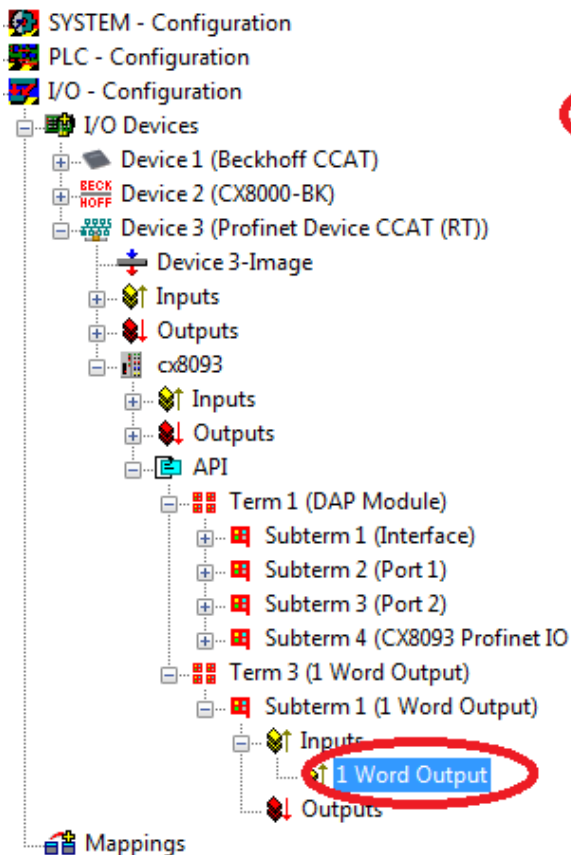 SYSTEM - Configuration
PLC - Configuration
I/O - Configuration
I/O Devices
Device 1 (Beckhoff CCAT)
BECK
HOFF
Device 2 (CX8000-BK)
Device 3 (Profinet Device CCAT (RT))
Device 3-Image
Inputs
Outputs
cx8093
Inputs
Outputs
API
Term 1 (DAP Module)
Subterm 1 (Interface)
Subterm 2 (Port 1)
Subterm 3 (Port 2)
Subterm 4 (CX8093 Profinet IO
Term 3 (1 Word Output)
Subterm 1 (1 Word Output)
Inputs
1 Word Output
Outputs
Mappings